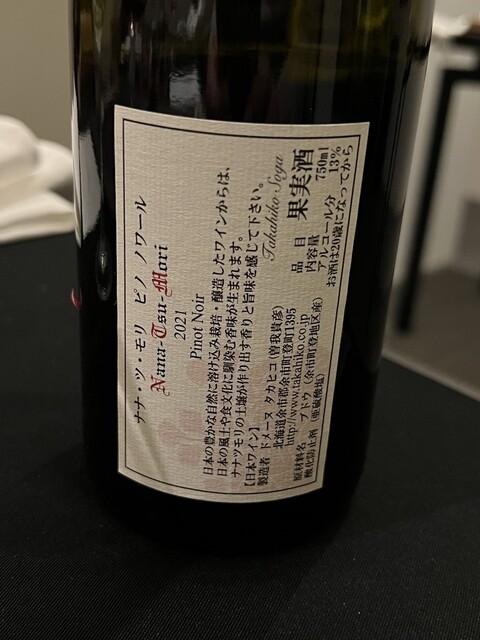 ナナ・ツ・モリ ピノ ノワール
Nana-Tsu-Mori
2021
Pinot Noir
日本の豊かな自然に溶け込み栽培・醸造したワインからは、
日本の風土や食文化に馴染む香味が生まれます。
ナナツモリの土壌が作り出す香りと旨味を感じて下さい。
Takahiko Soga
【日本ワイン】
製造者 ドメーヌ タカヒコ(曽我貴彦)
北海道余市郡余市町登町1395
http://www.takahiko.co.jp
原材料名 ブドウ(余市町登地区産)
酸化防止剤(亜硫酸塩)
品目 果実酒
内容量 750ml
アルコール分 13%
お酒は20歳になってから